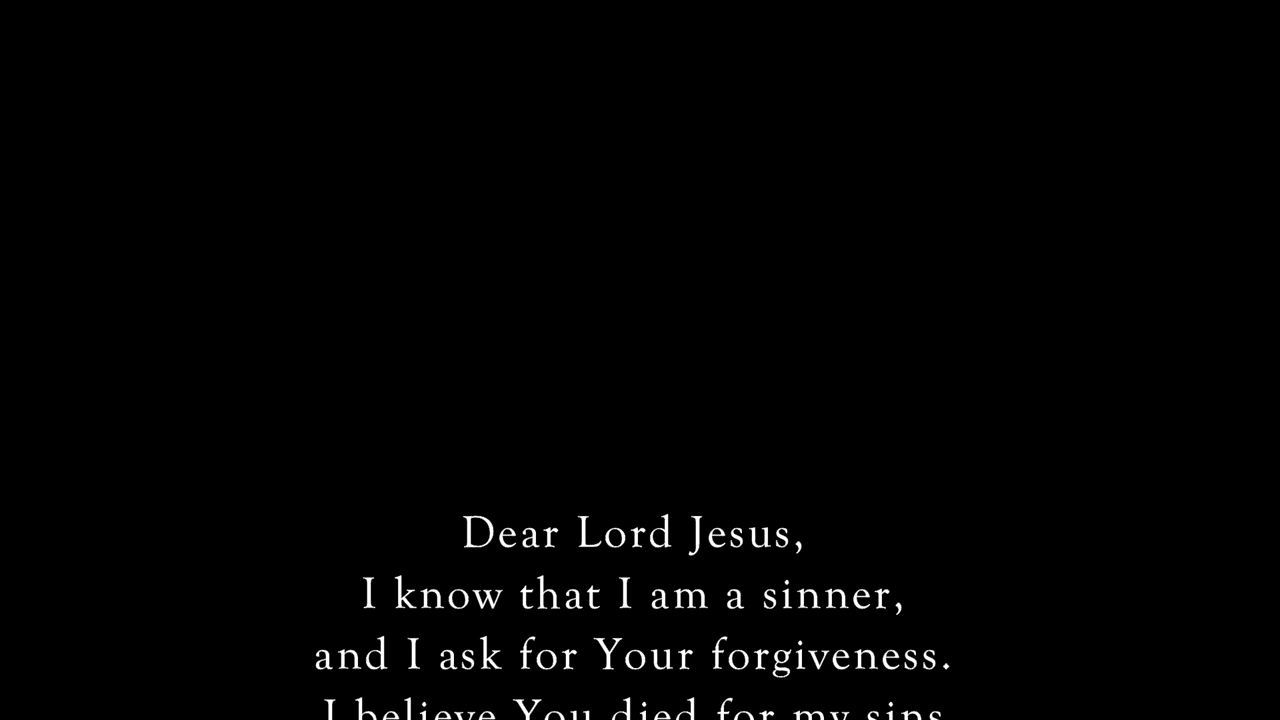 Dear Lord Jesus,
I know that I am a sinner,
and I ask for Your forgiveness.
I believe You died for my sins